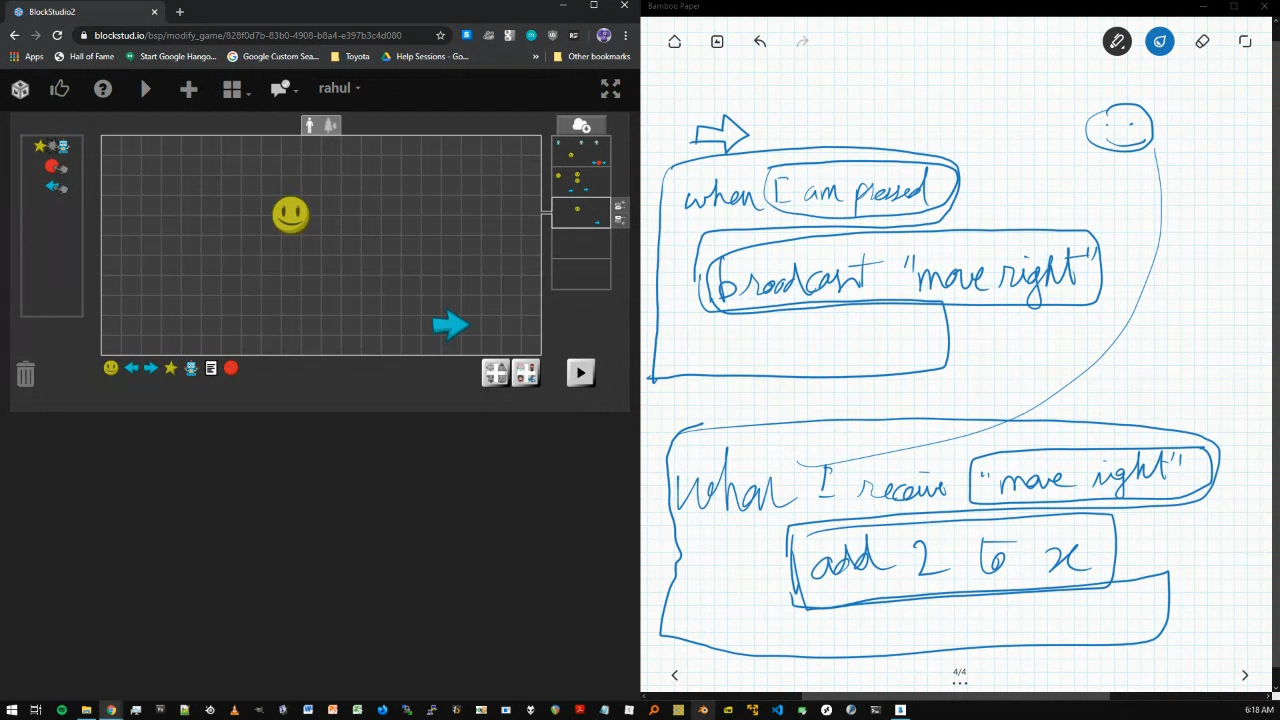 BlockStudio2
Bamboo Paper
blockstud.io/bsp/modify_game/828f0d7b-83b0-4908-b8a4-e397b3c4d080
Apps
Hall of Fame
Start Google Hango...
Google Custom Sea...
Toyota
Help Sessions - Go...
»
Other bookmarks
rahul
when I am pressed
broadcast "move right"
When I receive "move right"
add 2 to x
4/4
6:18 AM